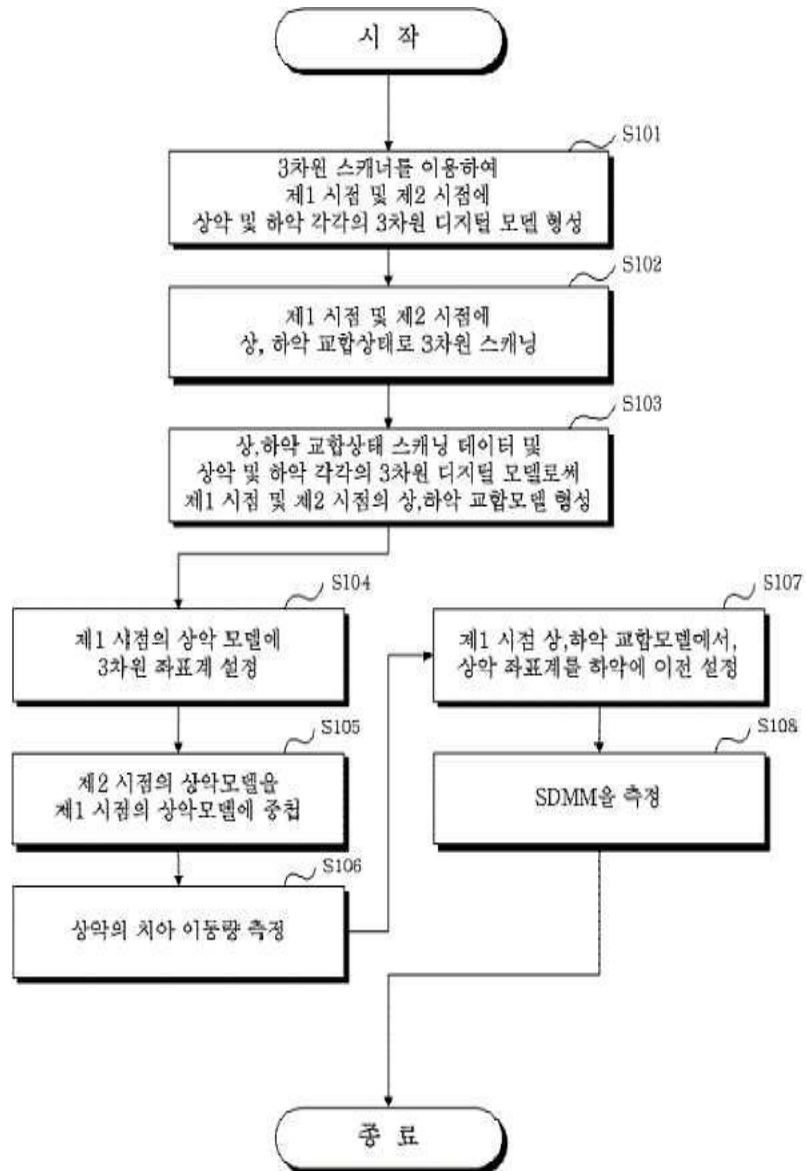 시 작
S101
3차원 스캐너를 이용하여
제1 시점 및 제2 시점에
상악 및 하악 각각의 3차원 디지털 모델 형성
S102
제1 시점 및 제2 시점에
상, 하악 교합상태로 3차원 스캐닝
S103
상,하악 교합상태 스캐닝 데이터 및
상악 및 하악 각각의 3차원 디지털 모델로써
제1 시점 및 제2 시점의 상,하악 교합모델 형성
S104
제1 시점의 상악 모델에
3차원 좌표계 설정
S105
제2 시점의 상악모델을
제1 시점의 상악모델에 중첩
S106
상악의 치아 이동량 측정
S107
제1 시점 상,하악 교합모델에서,
상악 좌표계를 하악에 이전 설정
S108
SDMM을 측정
종 료